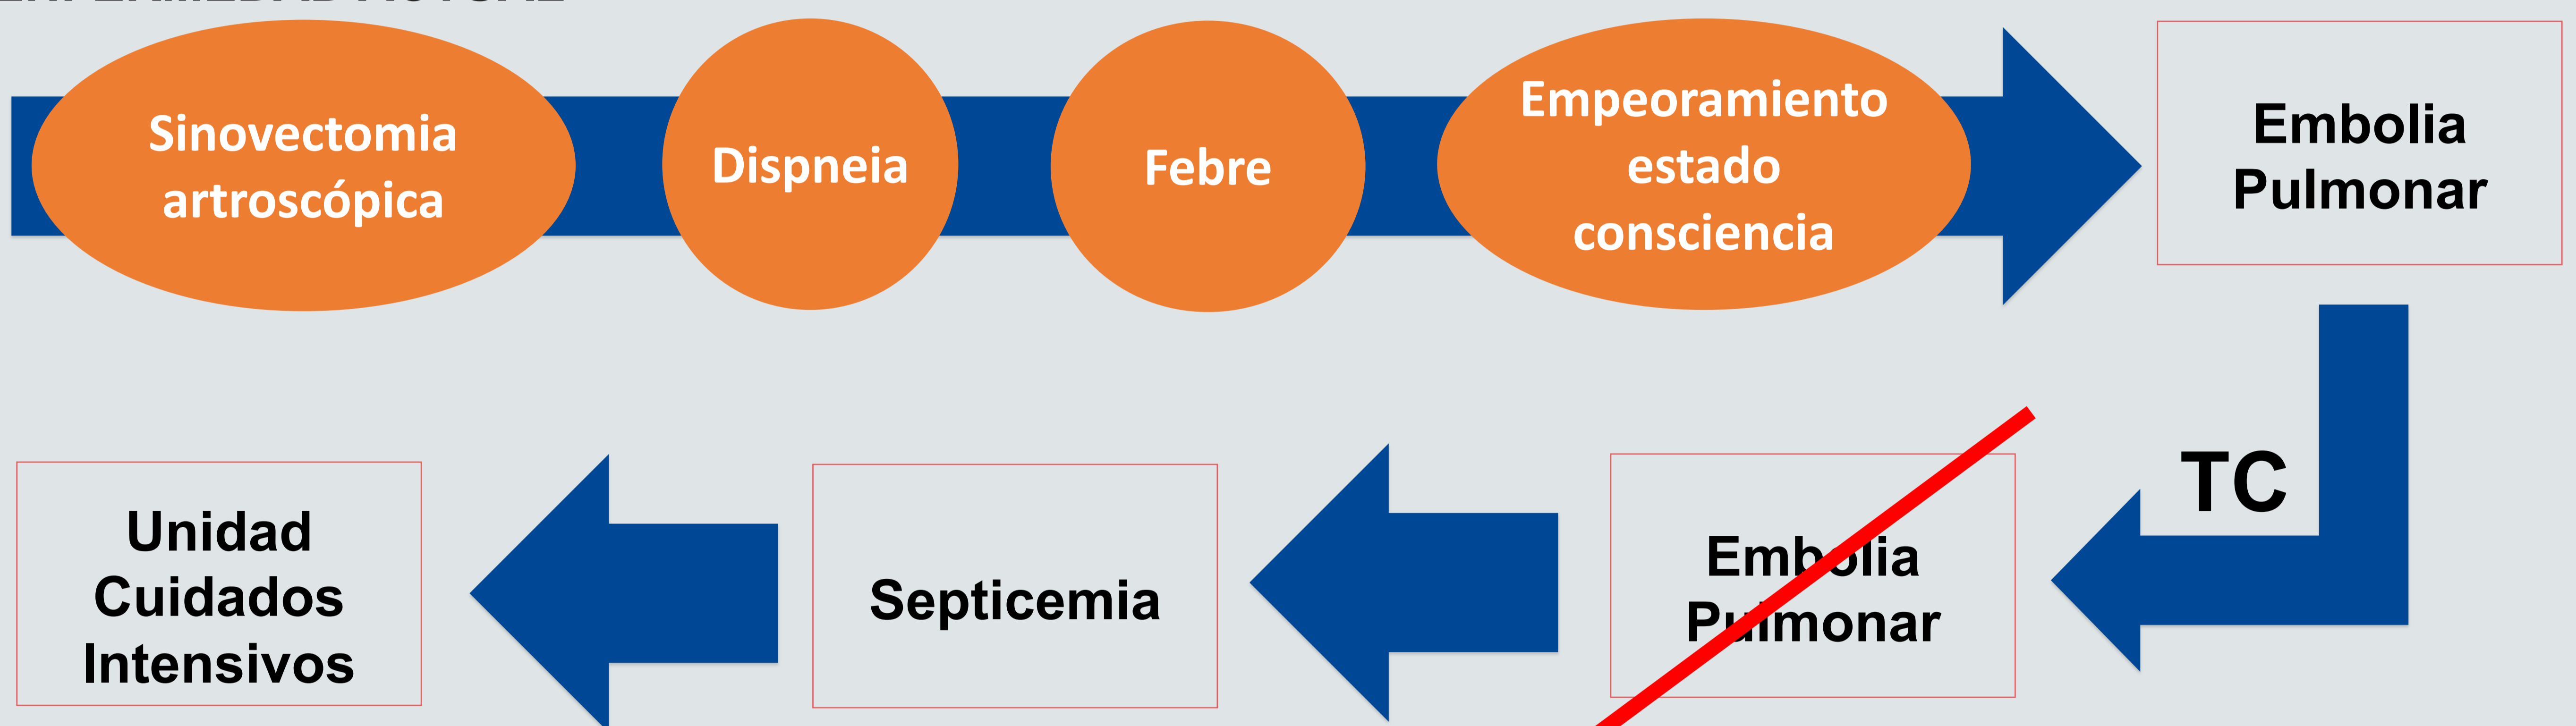 Sinovectomia
artroscópica
Dispneia
Febre
Empeoramiento
estado
consciencia
Embolia
Pulmonar
TC
Embolia
Pulmonar
Septicemia
Unidad
Cuidados
Intensivos